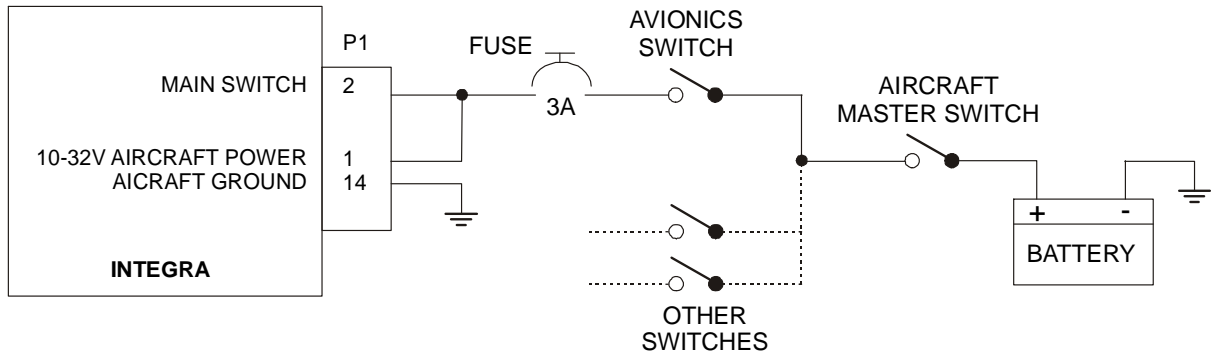 P1
MAIN SWITCH
2
10-32V AIRCRAFT POWER
1
AICRAFT GROUND
14
INTEGRA
FUSE
3A
AVIONICS
SWITCH
AIRCRAFT
MASTER SWITCH
OTHER
SWITCHES
+ -
BATTERY